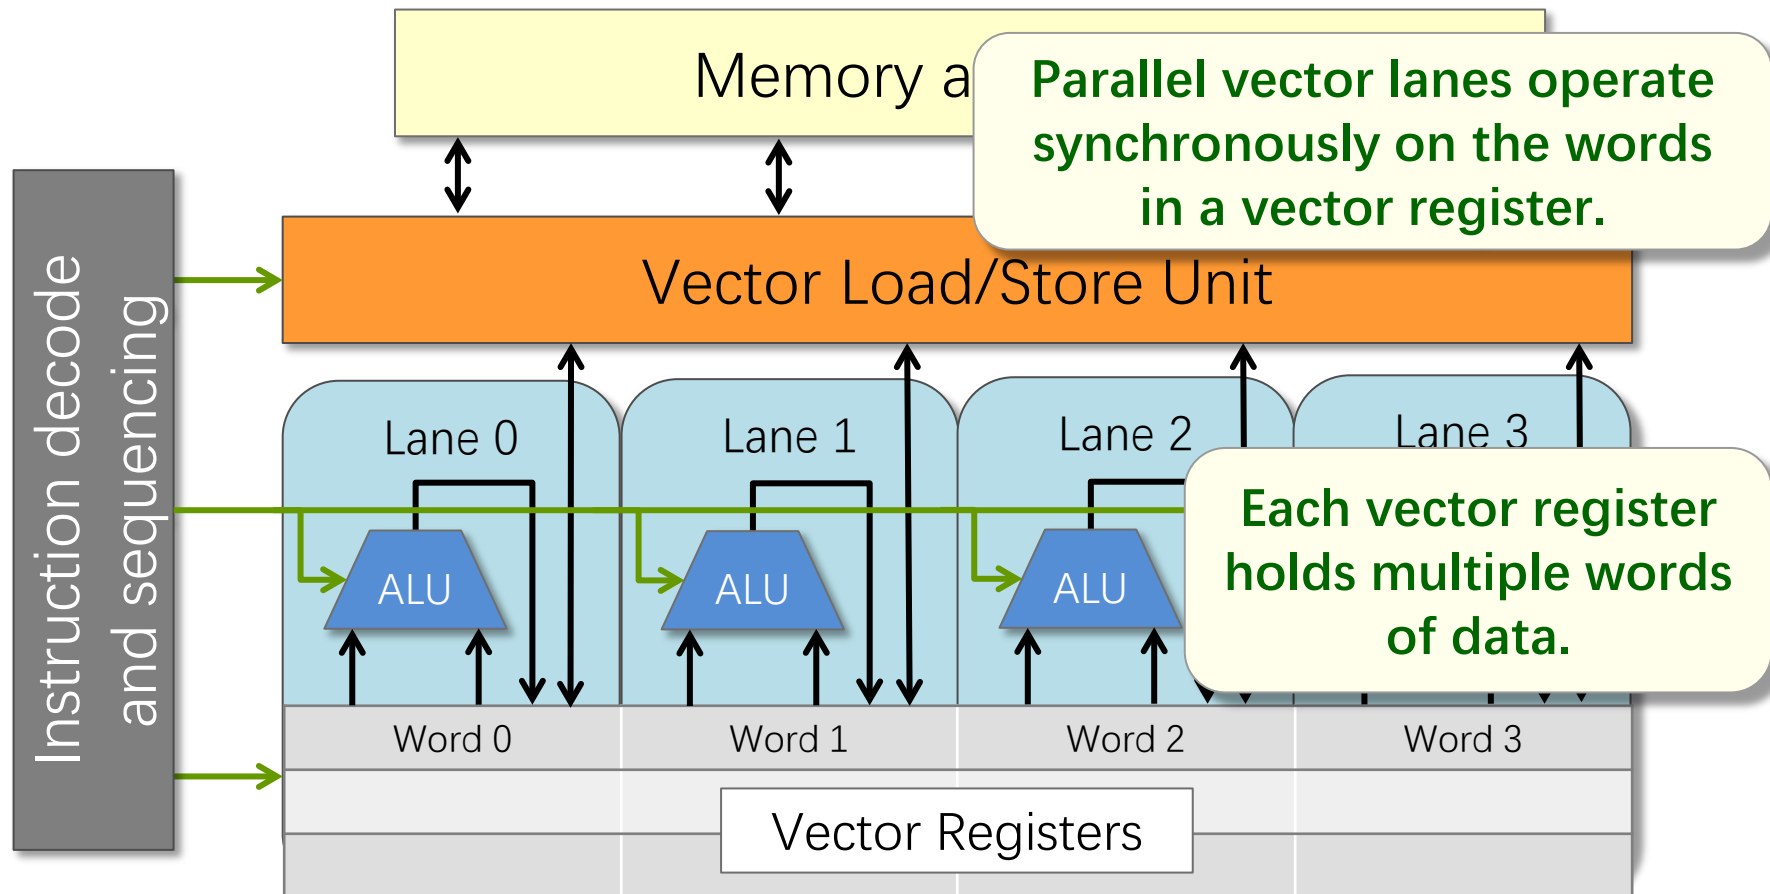 Memory a
Parallel vector lanes operate
synchronously on the words
in a vector register.
Instruction decode
and sequencing
Vector Load/Store Unit
Lane 0
Lane 1
Lane 2
Lane 3
Each vector register
holds multiple words
of data.
ALU
ALU
ALU
Word 0
Word 1
Word 2
Word 3
Vector Registers